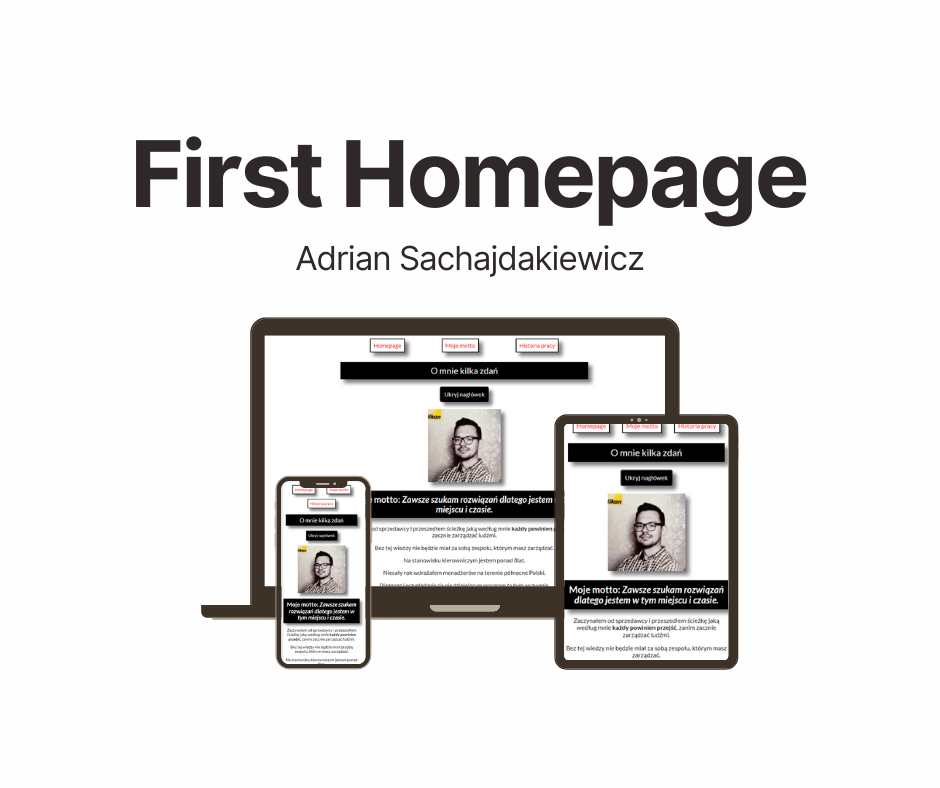 First Homepage
Adrian Sachajdakiewicz
Homepage
Moje motto
Historia pracy
O mnie kilka zdań
Ukryj nagłówek
likon
motto: Zawsze szukam rozwiązań dlatego jestem
miejscu i czasie.
od sprzedawcy i przeszedłem ścieżkę jaką według mnie każdy powinien
zacznie zarządzać ludźmi.
Bez tej wiedzy nie będzie miał za sobą zespołu, którym masz zarządzać.
Na stanowisku kierowniczym jestem ponad 8lat.
Niecały rok wdrażałem menadżerów na terenie północne Polski.
Homepage
Moje motto
Historia pracy
O mnie kilka zdań
Ukryj nagłówek
likon
Moje motto: Zawsze szukam rozwiązań
dlatego jestem w tym miejscu i czasie.
Zaczynałem od sprzedawcy i przeszedłem ścieżkę jaką
według mnie każdy powinien przejść, zanim zacznie
zarządzać ludźmi.
Bez tej wiedzy nie będzie miał za sobą zespołu, którym masz
zarządzać.
Homepage
Moje motto
Historia pracy
O mnie kilka zdań
Ukryj nagłówek
likon
Moje motto: Zawsze szukam
rozwiązań dlatego jestem w
tym miejscu i czasie.
Zaczynałem od sprzedawcy i przeszedłem
ścieżkę jaką według mnie każdy powinien
przejść, zanim zacznie zarządzać ludźmi.
Bez tej wiedzy nie będzie miał za sobą
zespołu, którym masz zarządzać.
Na stanowisku kierowniczym jestem ponad